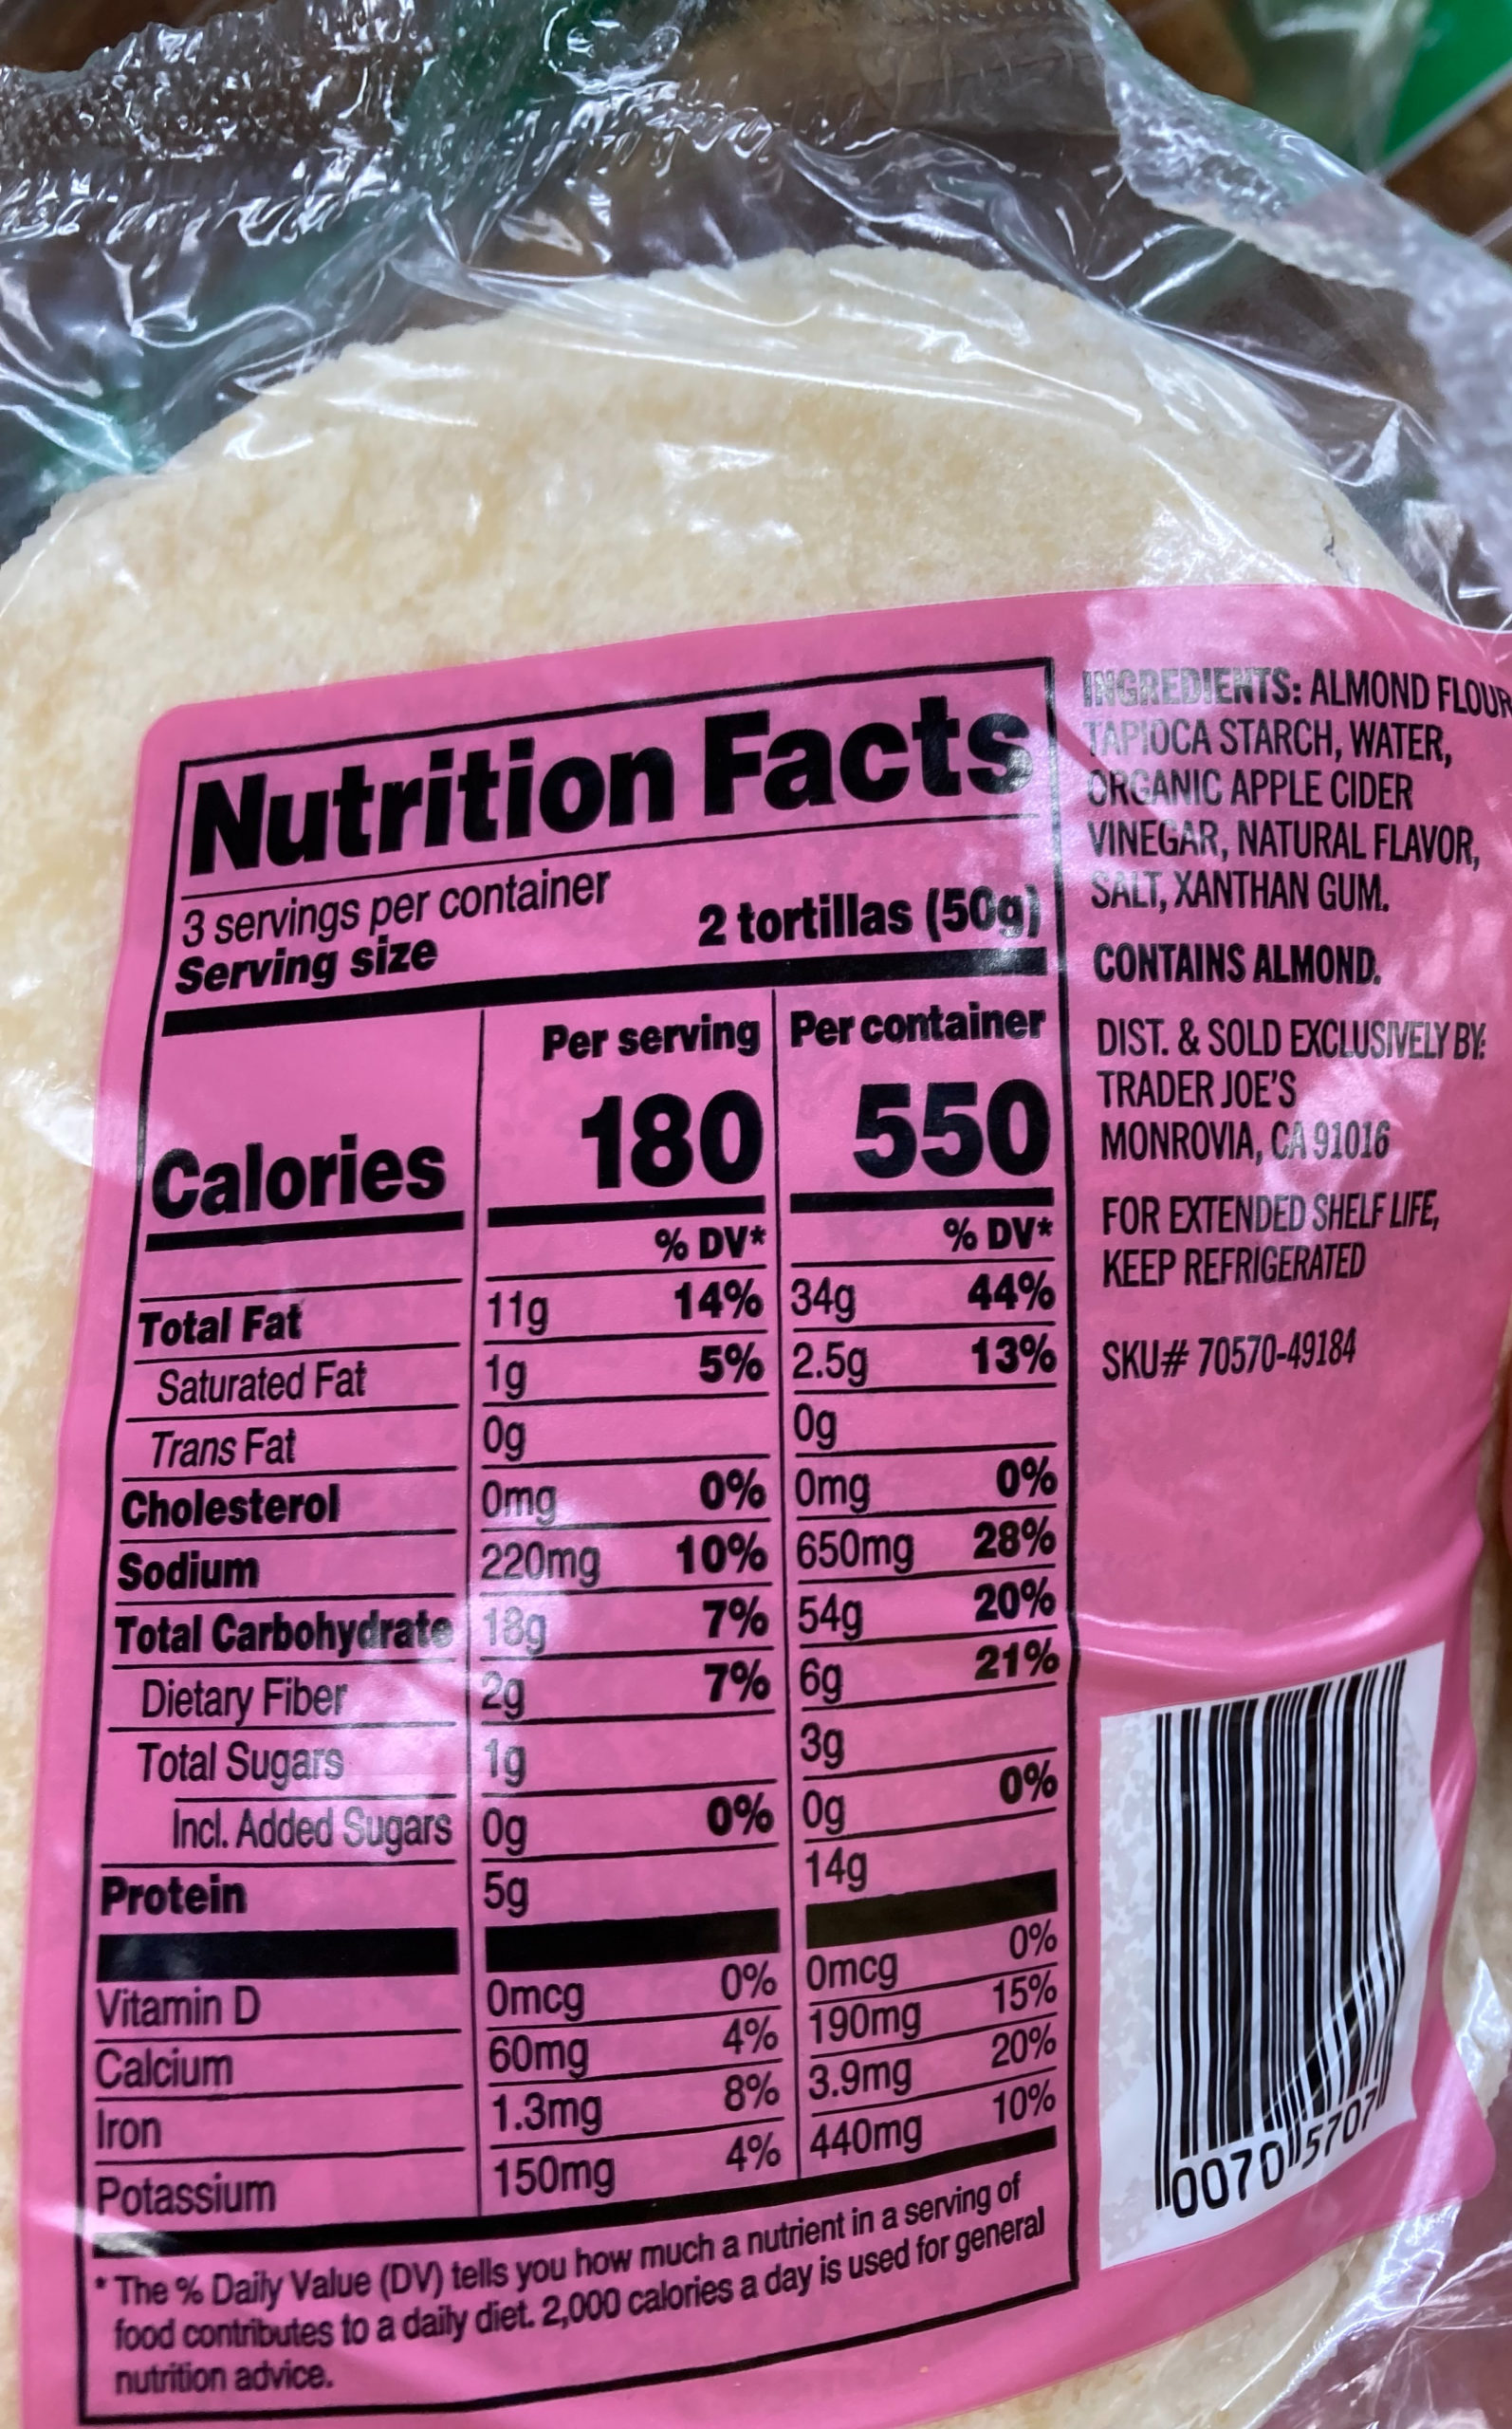 Nutrition Facts
3 servings per container
Serving size 2 tortillas (50g)
Per serving Per container
Calories 180 550
% DV* % DV*
Total Fat 11g 14% 34g 44%
Saturated Fat 1g 5% 2.5g 13%
Trans Fat 0g 0g
Cholesterol 0mg 0% 0mg 0%
Sodium 220mg 10% 650mg 28%
Total Carbohydrate 18g 7% 54g 20%
Dietary Fiber 2g 7% 6g 21%
Total Sugars 1g 3g
Incl. Added Sugars 0g 0% 0g 0%
Protein 5g 14g
Vitamin D 0mcg 0% 0mcg 0%
Calcium 60mg 4% 190mg 15%
Iron 1.3mg 8% 3.9mg 20%
Potassium 150mg 4% 440mg 10%
* The % Daily Value (DV) tells you how much a nutrient in a serving of
food contributes to a daily diet. 2,000 calories a day is used for general
nutrition advice.
INGREDIENTS: ALMOND FLOUR
TAPIOCA STARCH, WATER,
ORGANIC APPLE CIDER
VINEGAR, NATURAL FLAVOR,
SALT, XANTHAN GUM.
CONTAINS ALMOND.
DIST. & SOLD EXCLUSIVELY BY:
TRADER JOE'S
MONROVIA, CA 91016
FOR EXTENDED SHELF LIFE,
KEEP REFRIGERATED
SKU# 70570-49184
0070 5707